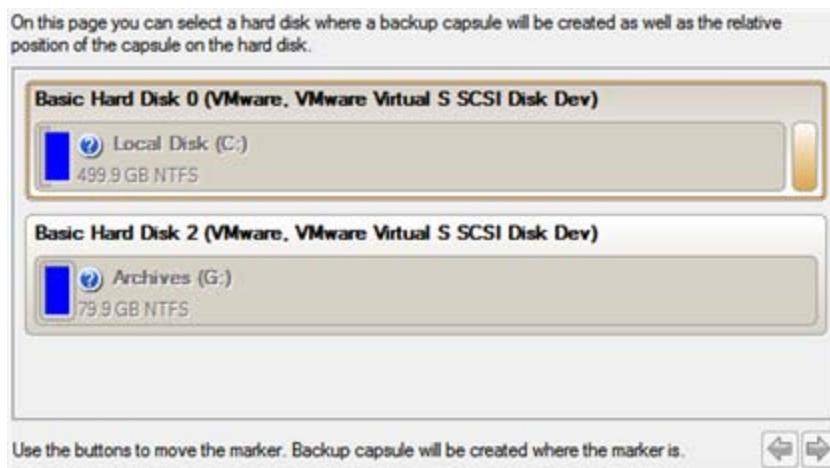 On this page you can select a hard disk where a backup capsule will be created as well as the relative
position of the capsule on the hard disk.
Basic Hard Disk 0 (VMware, VMware Virtual S SCSI Disk Dev)
Local Disk (C:)
499.9 GB NTFS
Basic Hard Disk 2 (VMware, VMware Virtual S SCSI Disk Dev)
Archives (G:)
79.9 GB NTFS
Use the buttons to move the marker. Backup capsule will be created where the marker is.